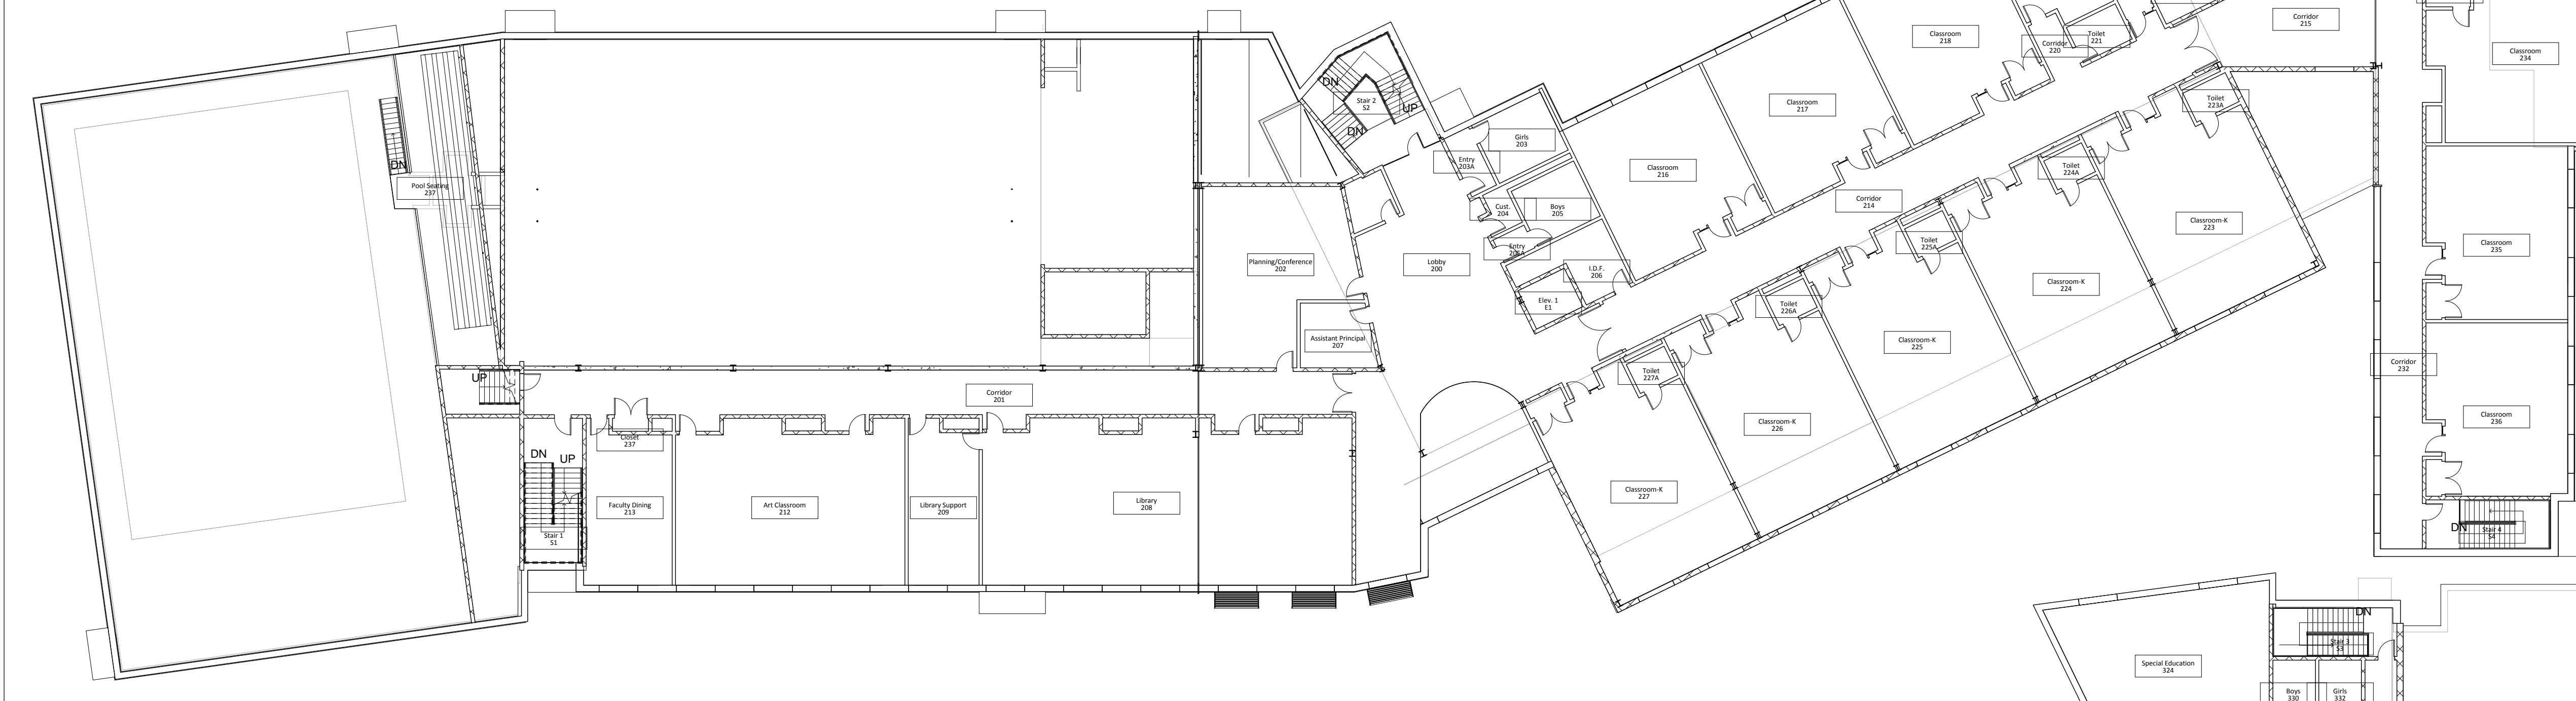 Corridor
215
Classroom
218
Toilet
221
Corridor
220
Classroom
234
DN
Stair 2
S2
UP
DN
Classroom
217
Toilet
223A
Girls
203
Entry
203A
Classroom
216
Toilet
224A
DN
Pool Seating
237
Cust.
204
Boys
205
Corridor
214
Classroom-K
223
Toilet
225A
Entry
205A
Classroom
235
Planning/Conference
202
Lobby
200
I.D.F.
206
Classroom-K
224
Elev. 1
E1
Toilet
226A
Assistant Principal
207
Classroom-K
225
Corridor
232
Toilet
227A
UP
Corridor
201
Classroom
236
Classroom-K
226
Closet
237
DN
UP
Classroom-K
227
Faculty Dining
213
Art Classroom
212
Library Support
209
Library
208
Stair 1
S1
DN
Stair 4
S4
DN
Stair 3
S3
Special Education
324
Boys
330
Girls
332